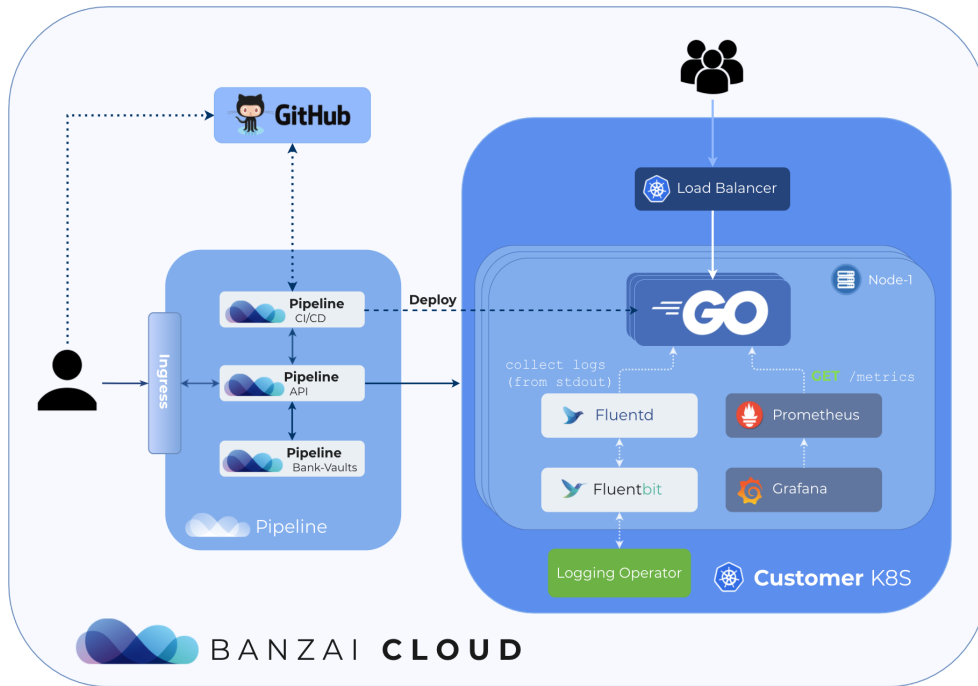 GitHub
Load Balancer
Node-1
GO
Pipeline
CI/CD
Deploy
Ingress
Pipeline
API
collect logs
(from stdout)
GET /metrics
Fluentd
Prometheus
Pipeline
Bank-Vaults
Fluentbit
Grafana
Pipeline
Logging Operator
Customer K8S
BANZAI CLOUD